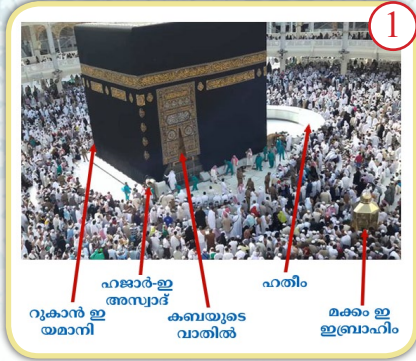 1
ഹജാർ-ഇ
അസ്വാദ്
ഹതീം
റുകാൻ ഇ
യമാനി
കബയുടെ
വാതിൽ
മക്കം ഇ
ഇബ്രാഹിം